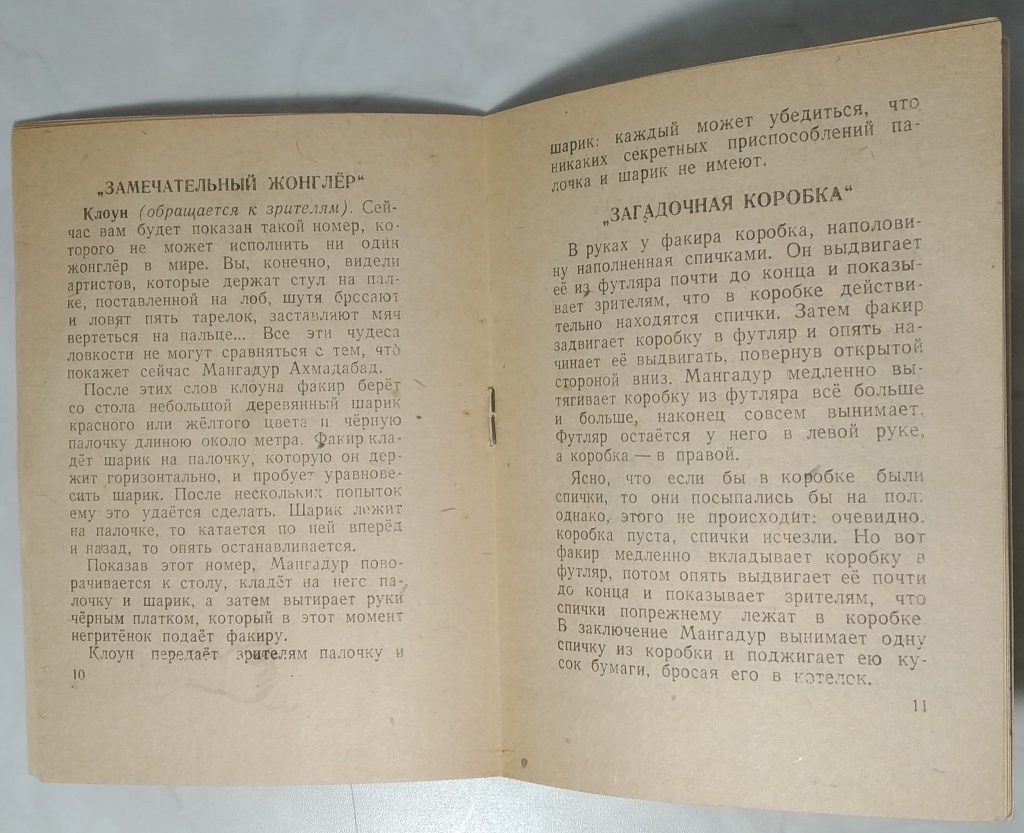 „ЗАМЕЧАТЕЛЬНЫЙ ЖОНГЛЁР“
Клоун (обращается к зрителям). Сей-
час вам будет показан такой номер, ко-
торого не может исполнить ни один
жонглёр в мире. Вы, конечно, видели
артистов, которые держат стул на пал-
ке, поставленной на лоб, шутя бросают
и ловят пять тарелок, заставляют мяч
вертеться на пальце... Все эти чудеса
ловкости не могут сравняться с тем, что
покажет сейчас Мангадур Ахмадабад.
После этих слов клоуна факир берёт
со стола небольшой деревянный шарик
красного или жёлтого цвета и чёрную
палочку длиною около метра. Факир кла-
дёт шарик на палочку, которую он дер-
жит горизонтально, и пробует уравнове-
сить шарик. После нескольких попыток
ему это удаётся сделать. Шарик лежит
на палочке, то катается по ней вперёд
и назад, то опять останавливается.
Показав этот номер, Мангадур пово-
рачивается к столу, кладёт на него па-
лочку и шарик, а затем вытирает руки
чёрным платком, который в этот момент
негритёнок подаёт факиру.
Клоун передаёт зрителям палочку и
10
шарик: каждый может убедиться, что
никаких секретных приспособлений па-
лочка и шарик не имеют.
„ЗАГАДОЧНАЯ КОРОБКА“
В руках у факира коробка, наполови-
ну наполненная спичками. Он выдвигает
её из футляра почти до конца и показы-
вает зрителям, что в коробке действи-
тельно находятся спички. Затем факир
задвигает коробку в футляр и опять на-
чинает её выдвигать, повернув открытой
стороной вниз. Мангадур медленно вы-
тягивает коробку из футляра всё больше
и больше, наконец совсем вынимает.
Футляр остаётся у него в левой руке,
а коробка — в правой.
Ясно, что если бы в коробке были
спички, то они посыпались бы на пол;
однако, этого не происходит: очевидно.
коробка пуста, спички исчезли. Но вот
факир медленно вкладывает коробку в
футляр, потом опять выдвигает её почти
до конца и показывает зрителям, что
спички попрежнему лежат в коробке
В заключение Мангадур вынимает одну
спичку из коробки и поджигает ею ку-
сок бумаги, бросая его в котелок.
11